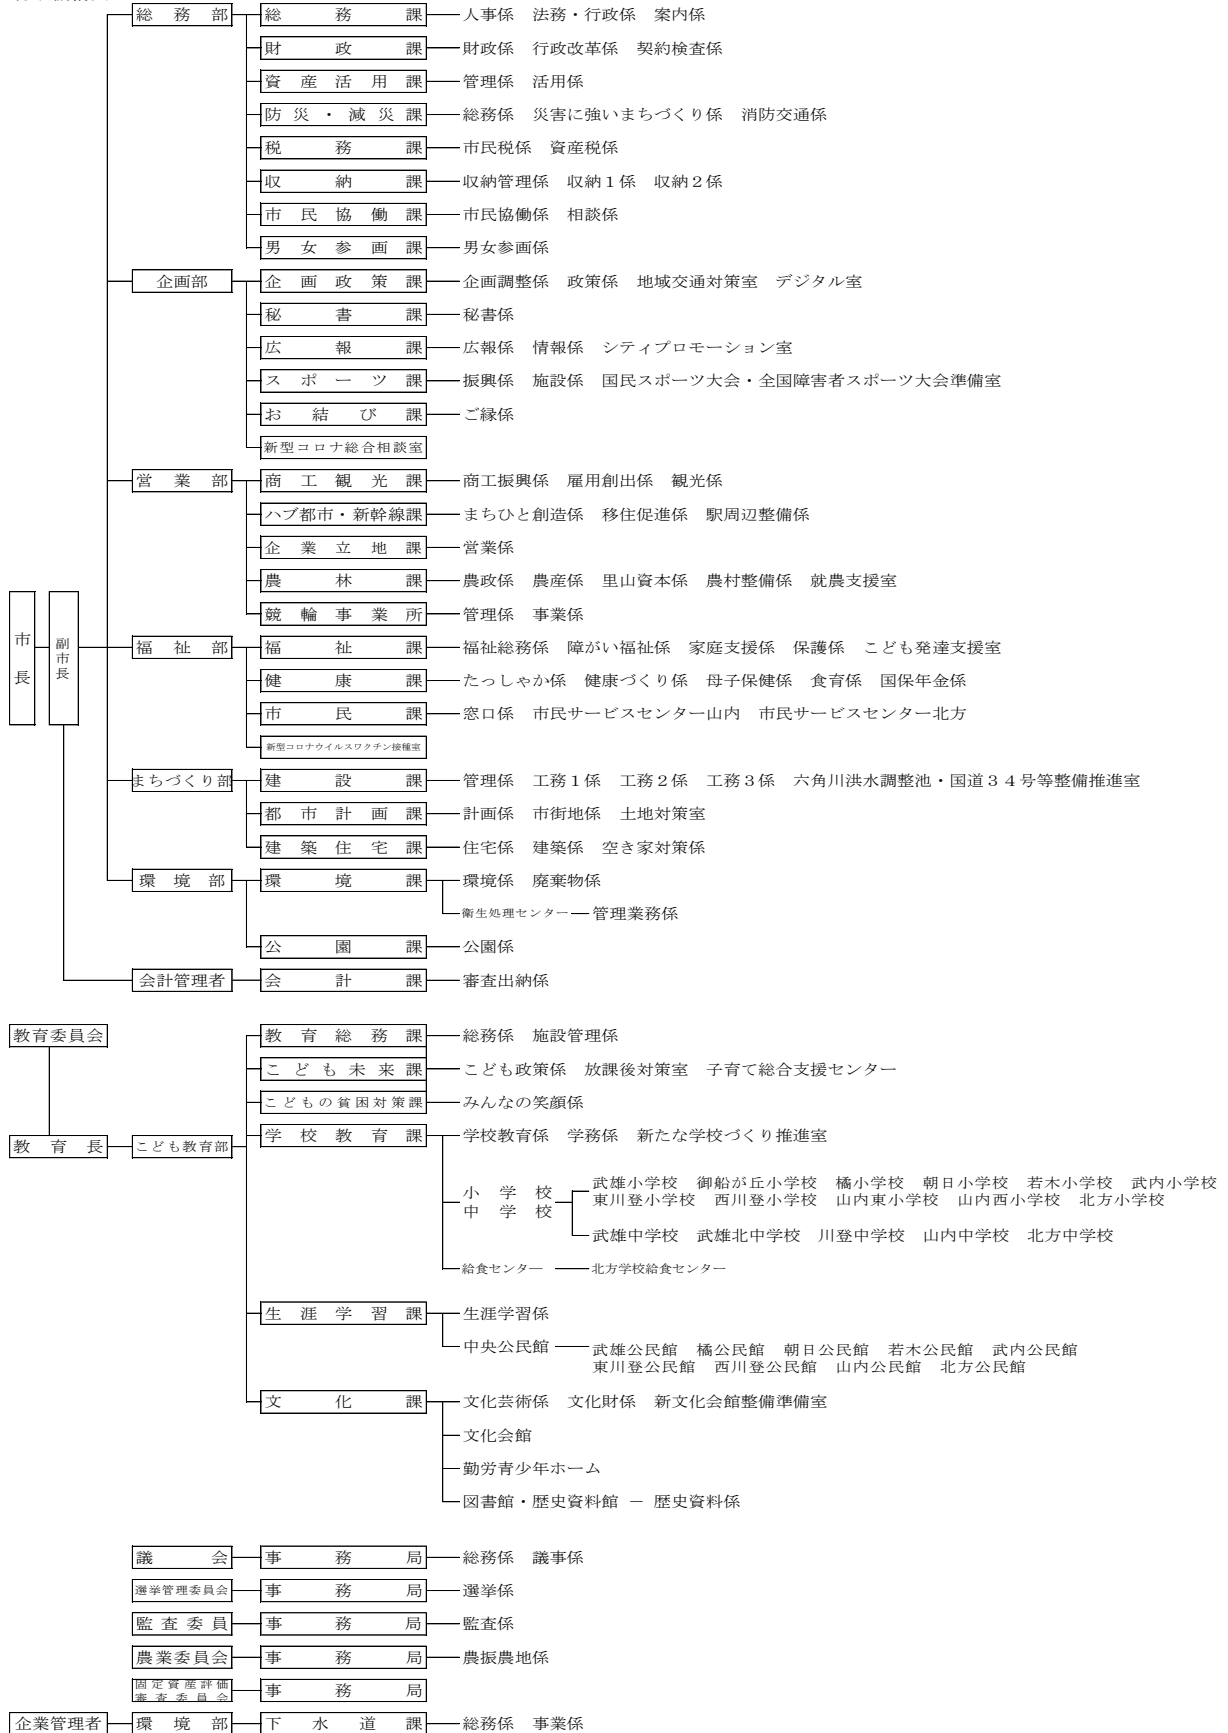 総務部 総務課 人事係 法務・行政係 案内係
財政課 財政係 行政改革係 契約検査係
資産活用課 管理係 活用係
防災・減災課 総務係 災害に強いまちづくり係 消防交通係
税務課 市民税係 資産税係
収納課 収納管理係 収納1係 収納2係
市民協働課 市民協働係 相談係
男女参画課 男女参画係
企画部 企画政策課 企画調整係 政策係 地域交通対策室 デジタル室
秘書課 秘書係
広報課 広報係 情報係 シティプロモーション室
スポーツ課 振興係 施設係 国民スポーツ大会・全国障害者スポーツ大会準備室
お結び課 ご縁係
新型コロナ総合相談室
営業部 商工観光課 商工振興係 雇用創出係 観光係
ハブ都市・新幹線課 まちひと創造係 移住促進係 駅周辺整備係
企業立地課 営業係
農林課 農政係 農産係 里山資本係 農村整備係 就農支援室
競輪事業所 管理係 事業係
市長 副市長 福祉部 福祉課 福祉総務係 障がい福祉係 家庭支援係 保護係 こども発達支援室
健康課 たっしゃか係 健康づくり係 母子保健係 食育係 国保年金係
市民課 窓口係 市民サービスセンター山内 市民サービスセンター北方
新型コロナウイルスワクチン接種室
まちづくり部 建設課 管理係 工務1係 工務2係 工務3係 六角川洪水調整池・国道34号等整備推進室
都市計画課 計画係 市街地係 土地対策室
建築住宅課 住宅係 建築係 空き家対策係
環境部 環境課 環境係 廃棄物係
衛生処理センター 管理業務係
公園課 公園係
会計管理者 会計課 審査出納係
教育委員会 教育総務課 総務係 施設管理係
こども未来課 こども政策係 放課後対策室 子育て総合支援センター
こどもの貧困対策課 みんなの笑顔係
教育長 こども教育部 学校教育課 学校教育係 学務係 新たな学校づくり推進室
小学校 武雄小学校 御船が丘小学校 橘小学校 朝日小学校 若木小学校 武内小学校
中学校 東川登小学校 西川登小学校 山内東小学校 山内西小学校 北方小学校
武雄中学校 武雄北中学校 川登中学校 山内中学校 北方中学校
給食センター 北方学校給食センター
生涯学習課 生涯学習係
中央公民館 武雄公民館 橘公民館 朝日公民館 若木公民館 武内公民館
東川登公民館 西川登公民館 山内公民館 北方公民館
文化課 文化芸術係 文化財係 新文化会館整備準備室
文化会館
勤労青少年ホーム
図書館・歴史資料館 － 歴史資料係
議会 事務局 総務係 議事係
選挙管理委員会 事務局 選挙係
監査委員 事務局 監査係
農業委員会 事務局 農振農地係
固定資産評価
審査委員会 事務局
企業管理者 環境部 下水道課 総務係 事業係